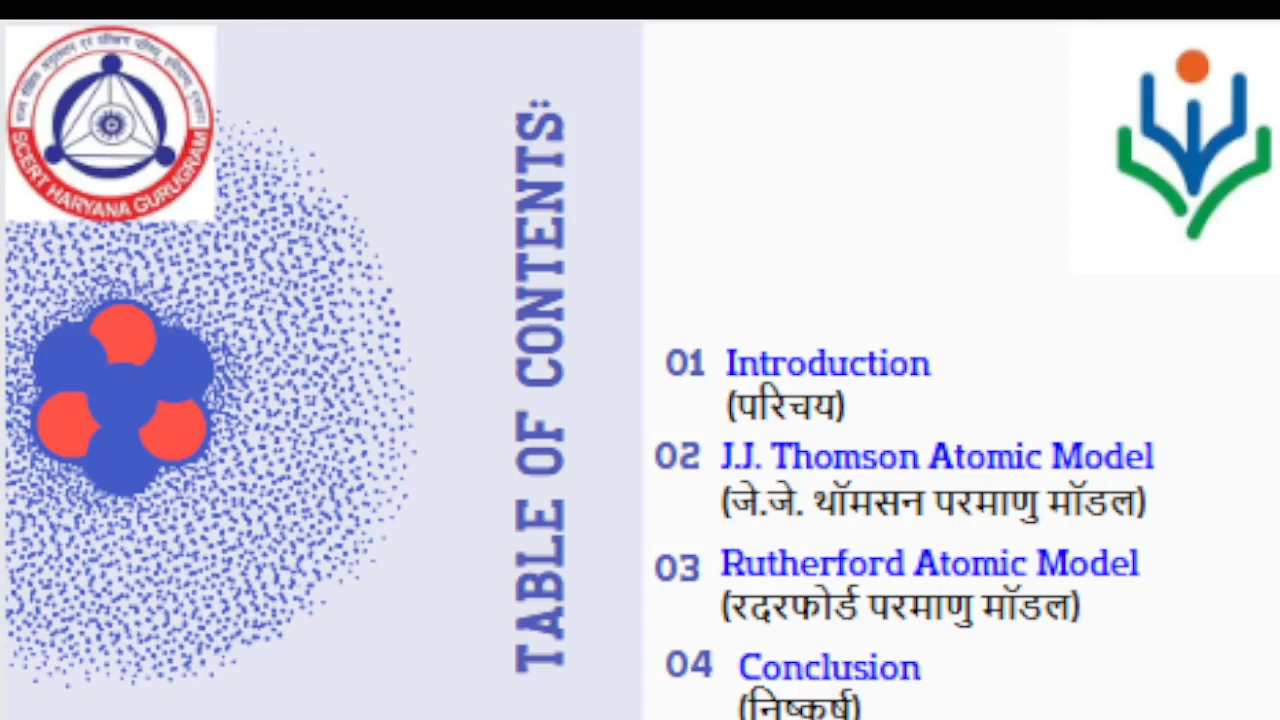 SCERT HARYANA GURUGRAM
TABLE OF CONTENTS:
01 Introduction
(परिचय)
02 J.J. Thomson Atomic Model
(जे.जे. थॉमसन परमाणु मॉडल)
03 Rutherford Atomic Model
(रदरफोर्ड परमाणु मॉडल)
04 Conclusion
(निष्कर्ष)